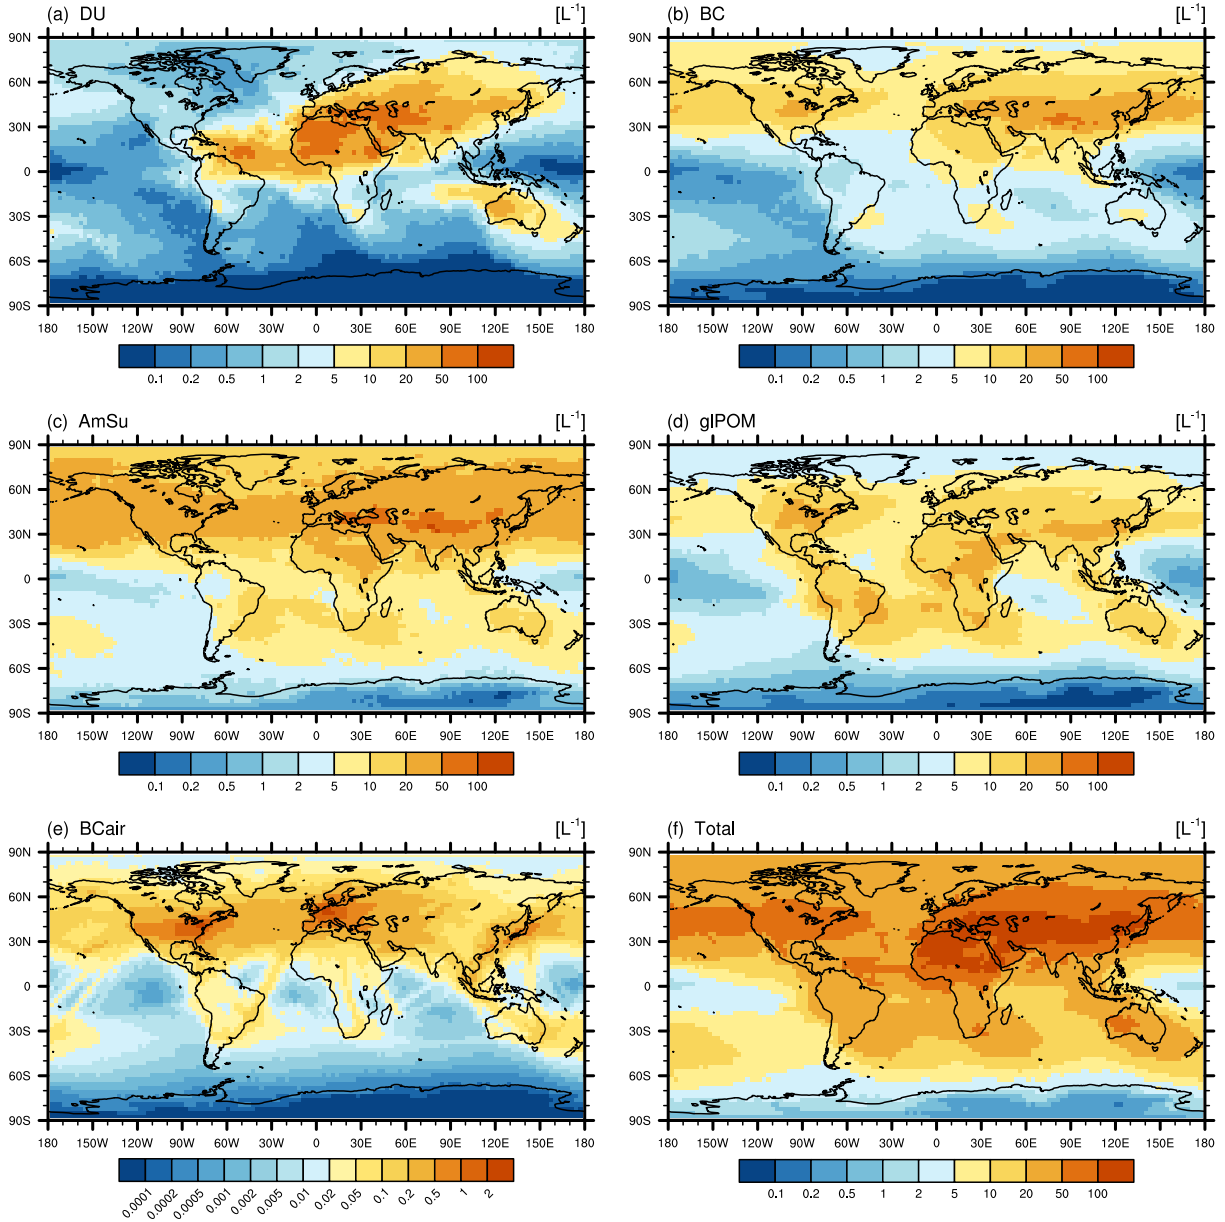 (a) DU [L⁻¹]
90N
60N
30N
0
30S
60S
90S
180 150W 120W 90W 60W 30W 0 30E 60E 90E 120E 150E 180
0.1 0.2 0.5 1 2 5 10 20 50 100
(b) BC [L⁻¹]
90N
60N
30N
0
30S
60S
90S
180 150W 120W 90W 60W 30W 0 30E 60E 90E 120E 150E 180
0.1 0.2 0.5 1 2 5 10 20 50 100
(c) AmSu [L⁻¹]
90N
60N
30N
0
30S
60S
90S
180 150W 120W 90W 60W 30W 0 30E 60E 90E 120E 150E 180
0.1 0.2 0.5 1 2 5 10 20 50 100
(d) glPOM [L⁻¹]
90N
60N
30N
0
30S
60S
90S
180 150W 120W 90W 60W 30W 0 30E 60E 90E 120E 150E 180
0.1 0.2 0.5 1 2 5 10 20 50 100
(e) BCair [L⁻¹]
90N
60N
30N
0
30S
60S
90S
180 150W 120W 90W 60W 30W 0 30E 60E 90E 120E 150E 180
0.0001 0.0002 0.0005 0.001 0.002 0.005 0.01 0.02 0.05 0.1 0.2 0.5 1 2
(f) Total [L⁻¹]
90N
60N
30N
0
30S
60S
90S
180 150W 120W 90W 60W 30W 0 30E 60E 90E 120E 150E 180
0.1 0.2 0.5 1 2 5 10 20 50 100